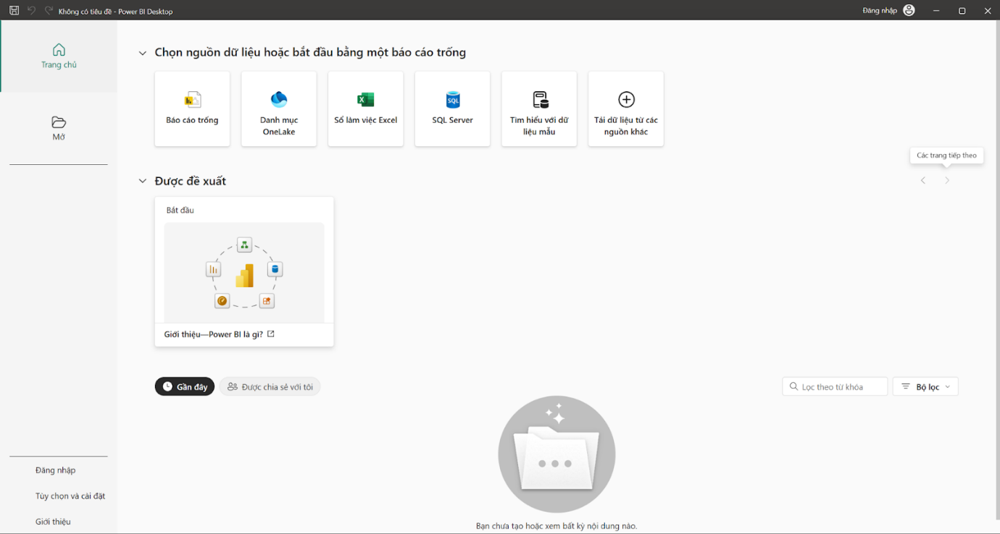 Không có tiêu đề - Power BI Desktop
Đăng nhập
Trang chủ
Mở
Chọn nguồn dữ liệu hoặc bắt đầu bằng một báo cáo trống
Báo cáo trống
Danh mục
OneLake
Sổ làm việc Excel
SQL
SQL Server
Tìm hiểu với dữ
liệu mẫu
Tải dữ liệu từ các
nguồn khác
Các trang tiếp theo
Được đề xuất
Bắt đầu
Giới thiệu—Power BI là gì?
Gần đây
Được chia sẻ với tôi
Lọc theo từ khóa
Bộ lọc
Bạn chưa tạo hoặc xem bất kỳ nội dung nào.
Đăng nhập
Tùy chọn và cài đặt
Giới thiệu